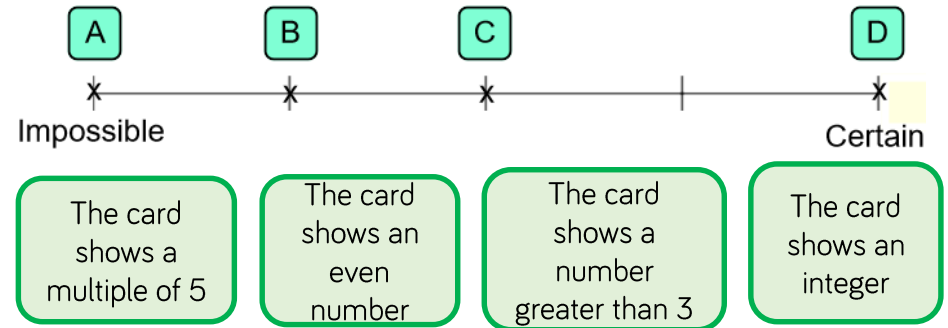 A B C D
x x x x
Impossible Certain
The card
shows a
multiple of 5
The card
shows an
even
number
The card
shows a
number
greater than 3
The card
shows an
integer